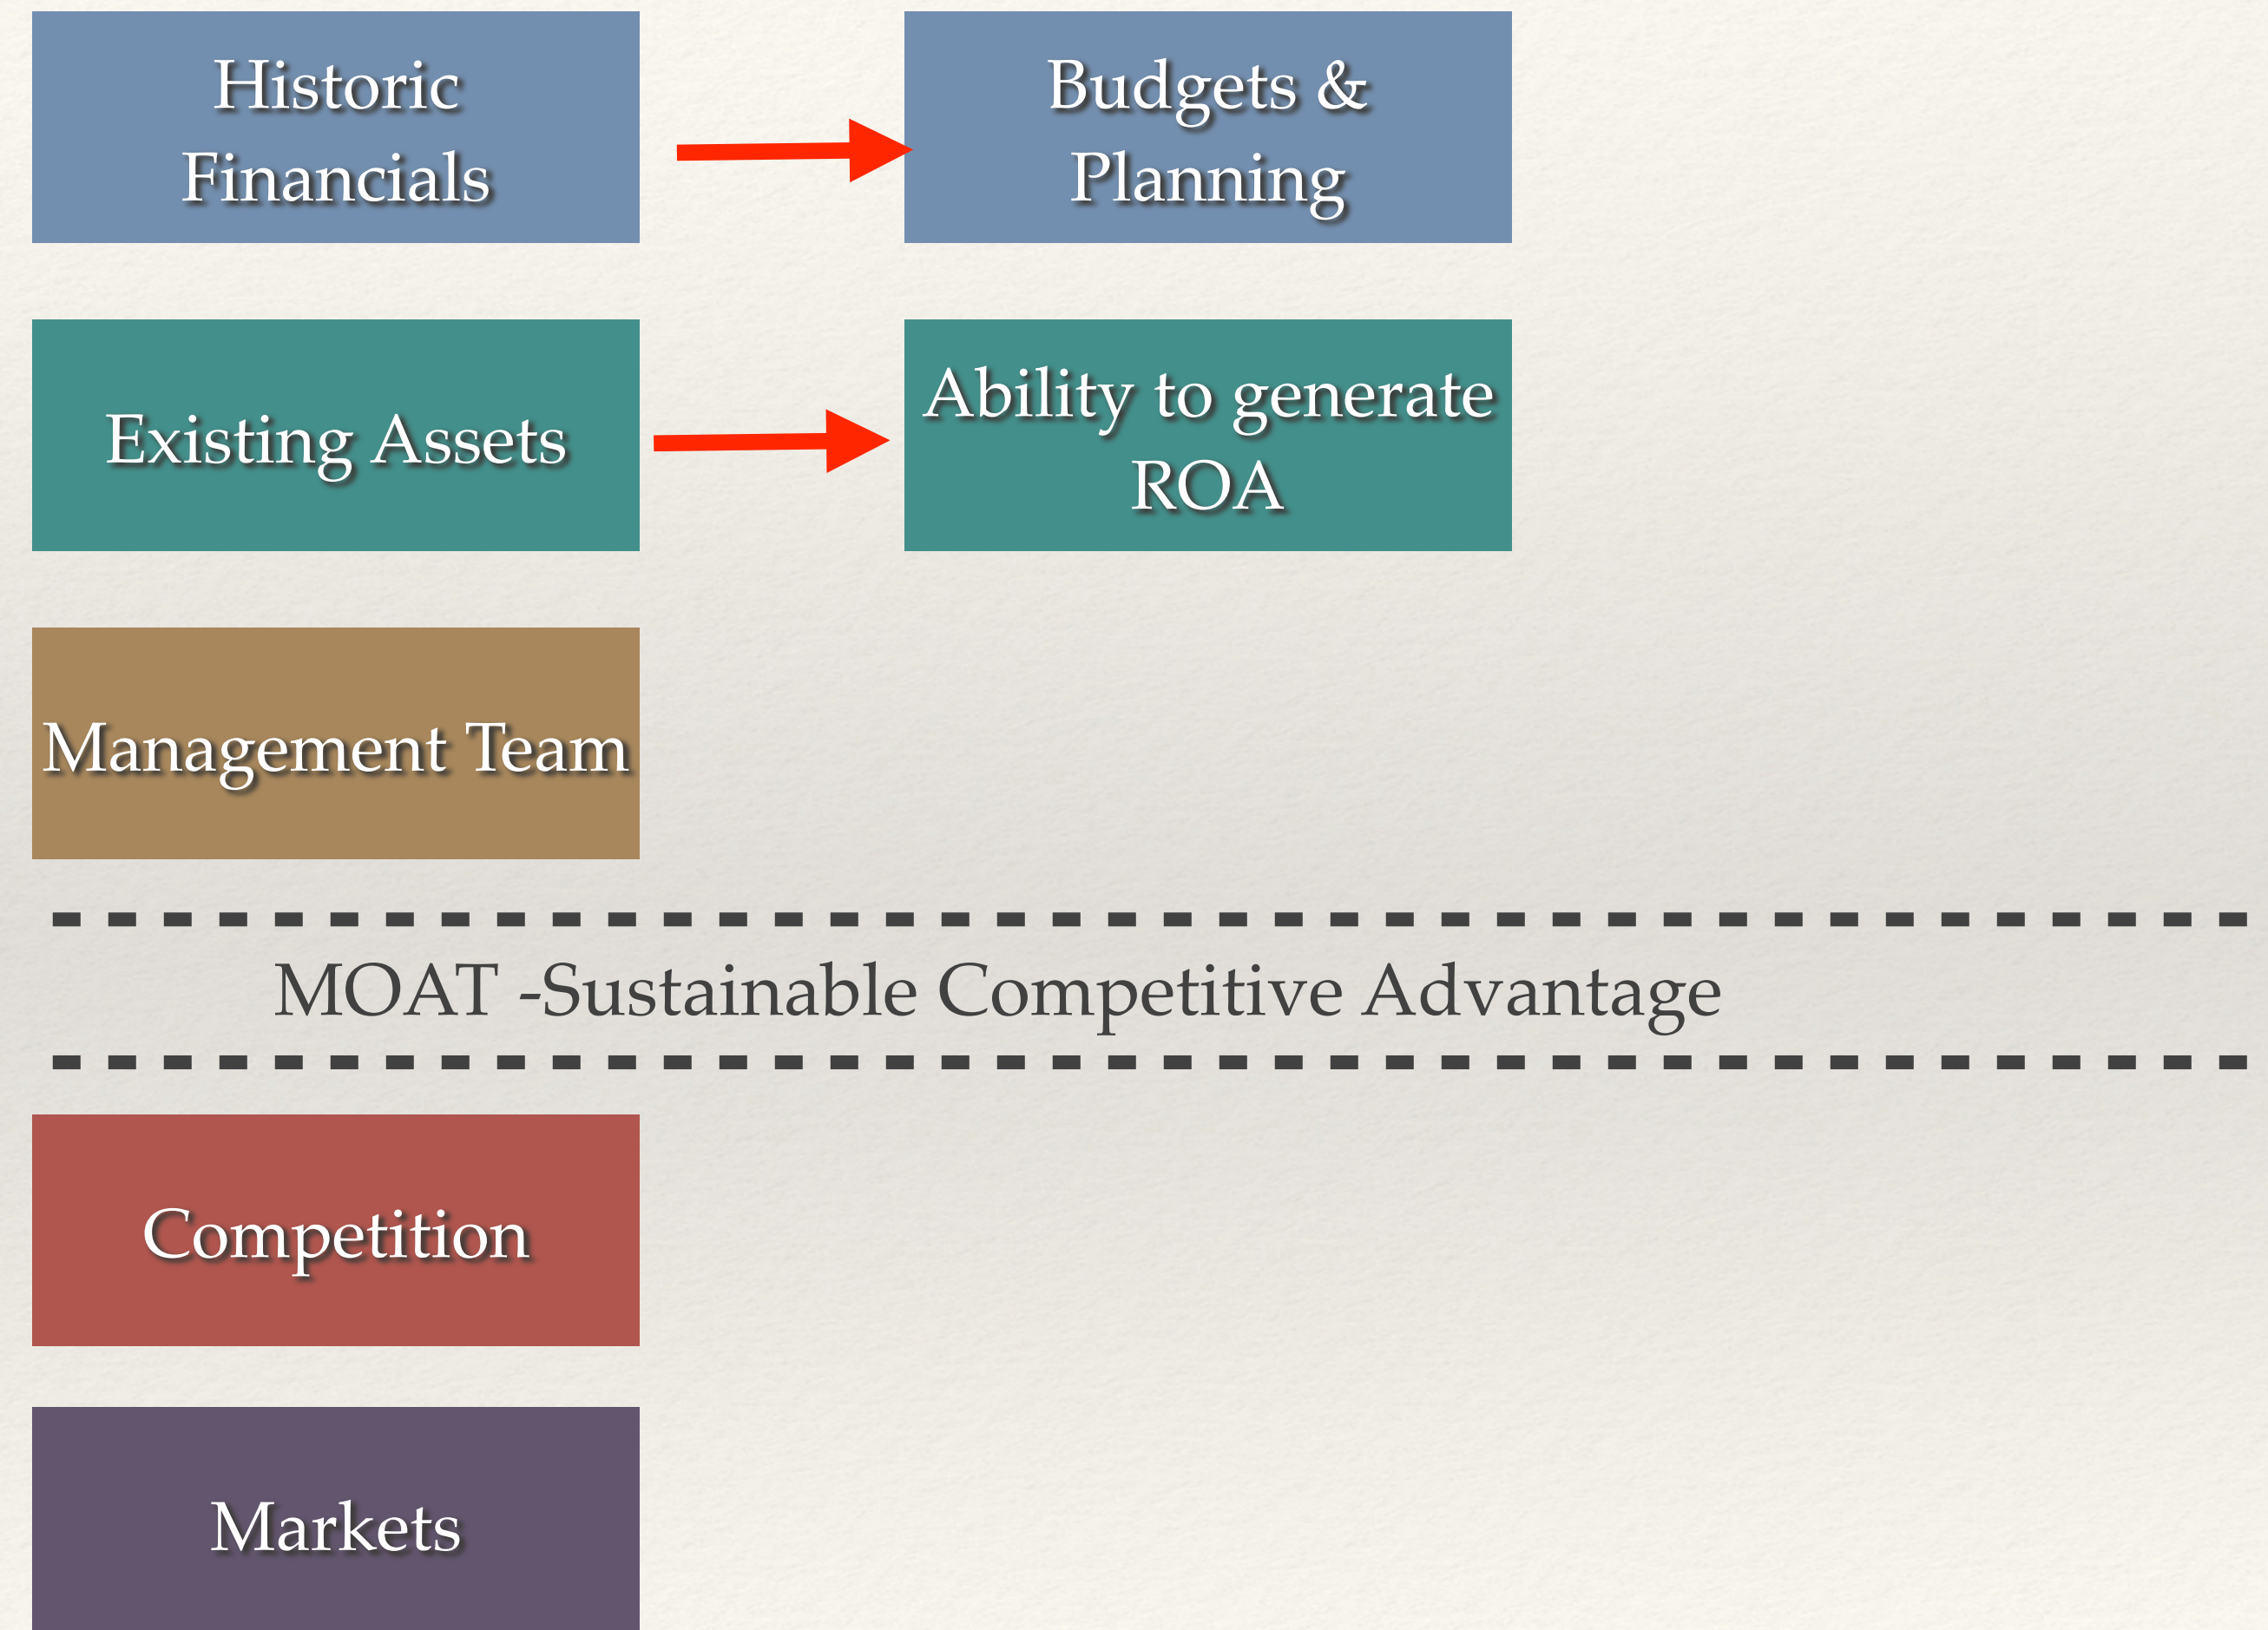 Historic
Financials
Budgets &
Planning
Existing Assets
Ability to generate
ROA
Management Team
MOAT -Sustainable Competitive Advantage
Competition
Markets